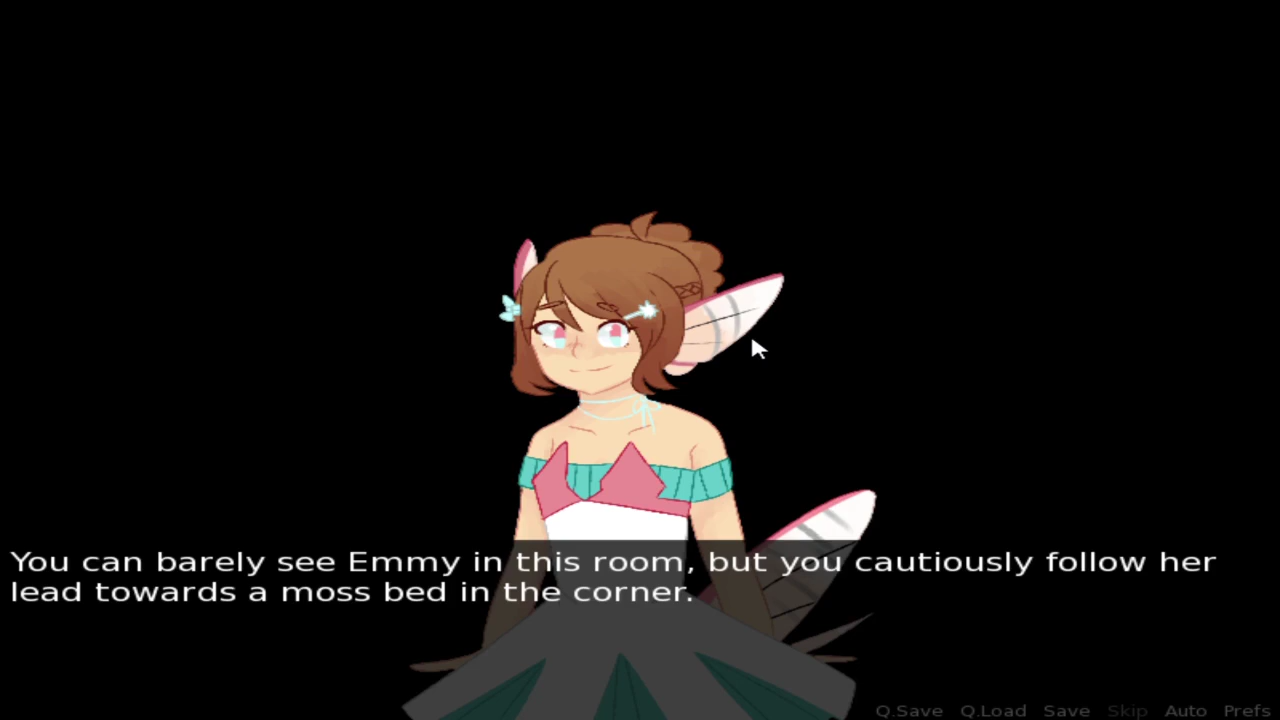 You can barely see Emmy in this room, but you cautiously follow her
lead towards a moss bed in the corner.
Q.Save Q.Load Save Skip Auto Prefs